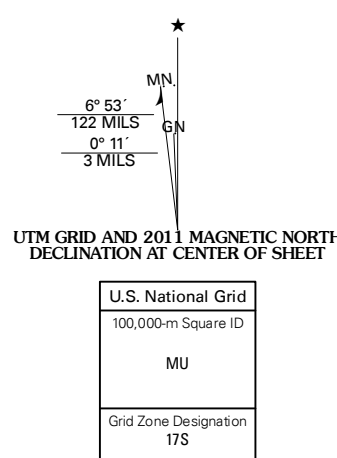 ★
MN.
6° 53´
122 MILS
GN
0° 11´
3 MILS
UTM GRID AND 2011 MAGNETIC NORTH
DECLINATION AT CENTER OF SHEET
U.S. National Grid
100,000-m Square ID
MU
Grid Zone Designation
17S